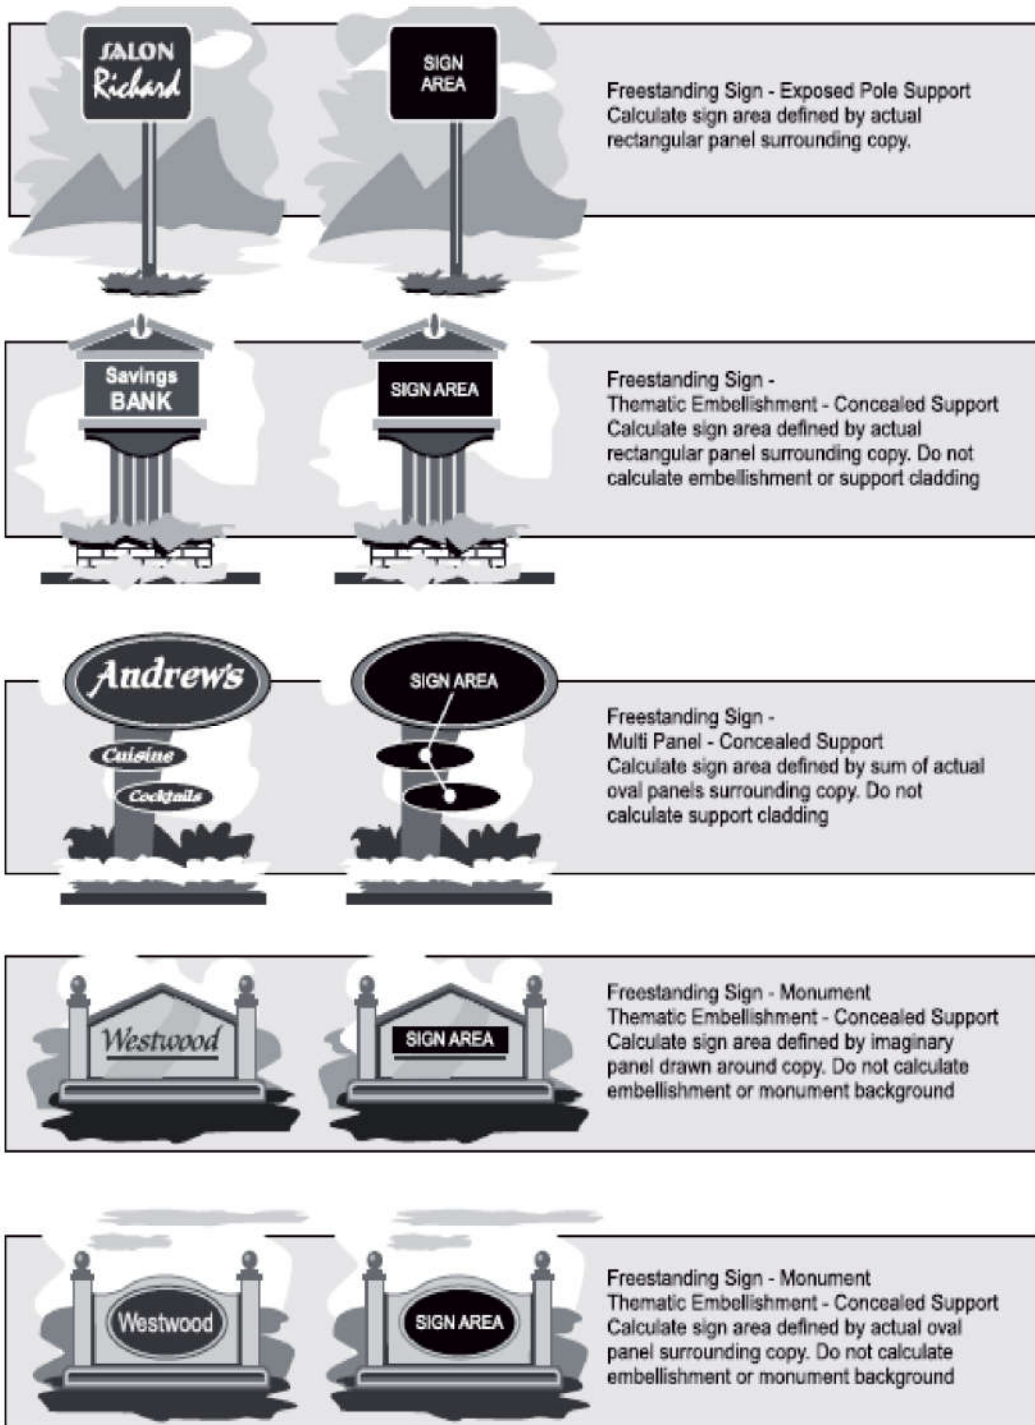 SALON
Richard
SIGN
AREA
Freestanding Sign - Exposed Pole Support
Calculate sign area defined by actual
rectangular panel surrounding copy.
Savings
BANK
SIGN AREA
Freestanding Sign -
Thematic Embellishment - Concealed Support
Calculate sign area defined by actual
rectangular panel surrounding copy. Do not
calculate embellishment or support cladding
Andrew's
Cuisine
Cocktails
SIGN AREA
Freestanding Sign -
Multi Panel - Concealed Support
Calculate sign area defined by sum of actual
oval panels surrounding copy. Do not
calculate support cladding
Westwood
SIGN AREA
Freestanding Sign - Monument
Thematic Embellishment - Concealed Support
Calculate sign area defined by imaginary
panel drawn around copy. Do not calculate
embellishment or monument background
Westwood
SIGN AREA
Freestanding Sign - Monument
Thematic Embellishment - Concealed Support
Calculate sign area defined by actual oval
panel surrounding copy. Do not calculate
embellishment or monument background